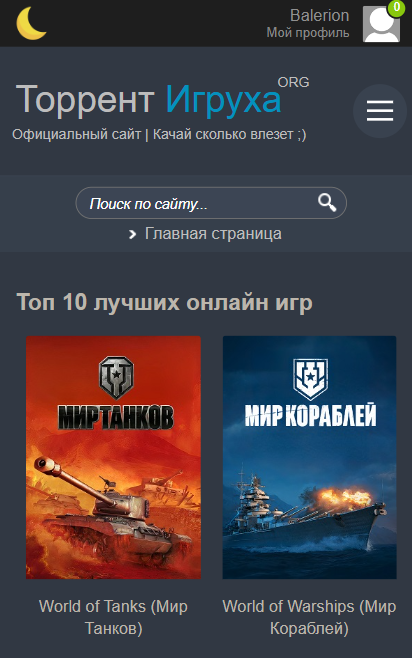 Balerion
0
Мой профиль
Торрент Игруха
ORG
Официальный сайт | Качай сколько влезет ;)
Поиск по сайту...
Главная страница
Топ 10 лучших онлайн игр
МИР ТАНКОВ
МИР КОРАБЛЕЙ
World of Tanks (Мир
Танков)
World of Warships (Мир
Кораблей)